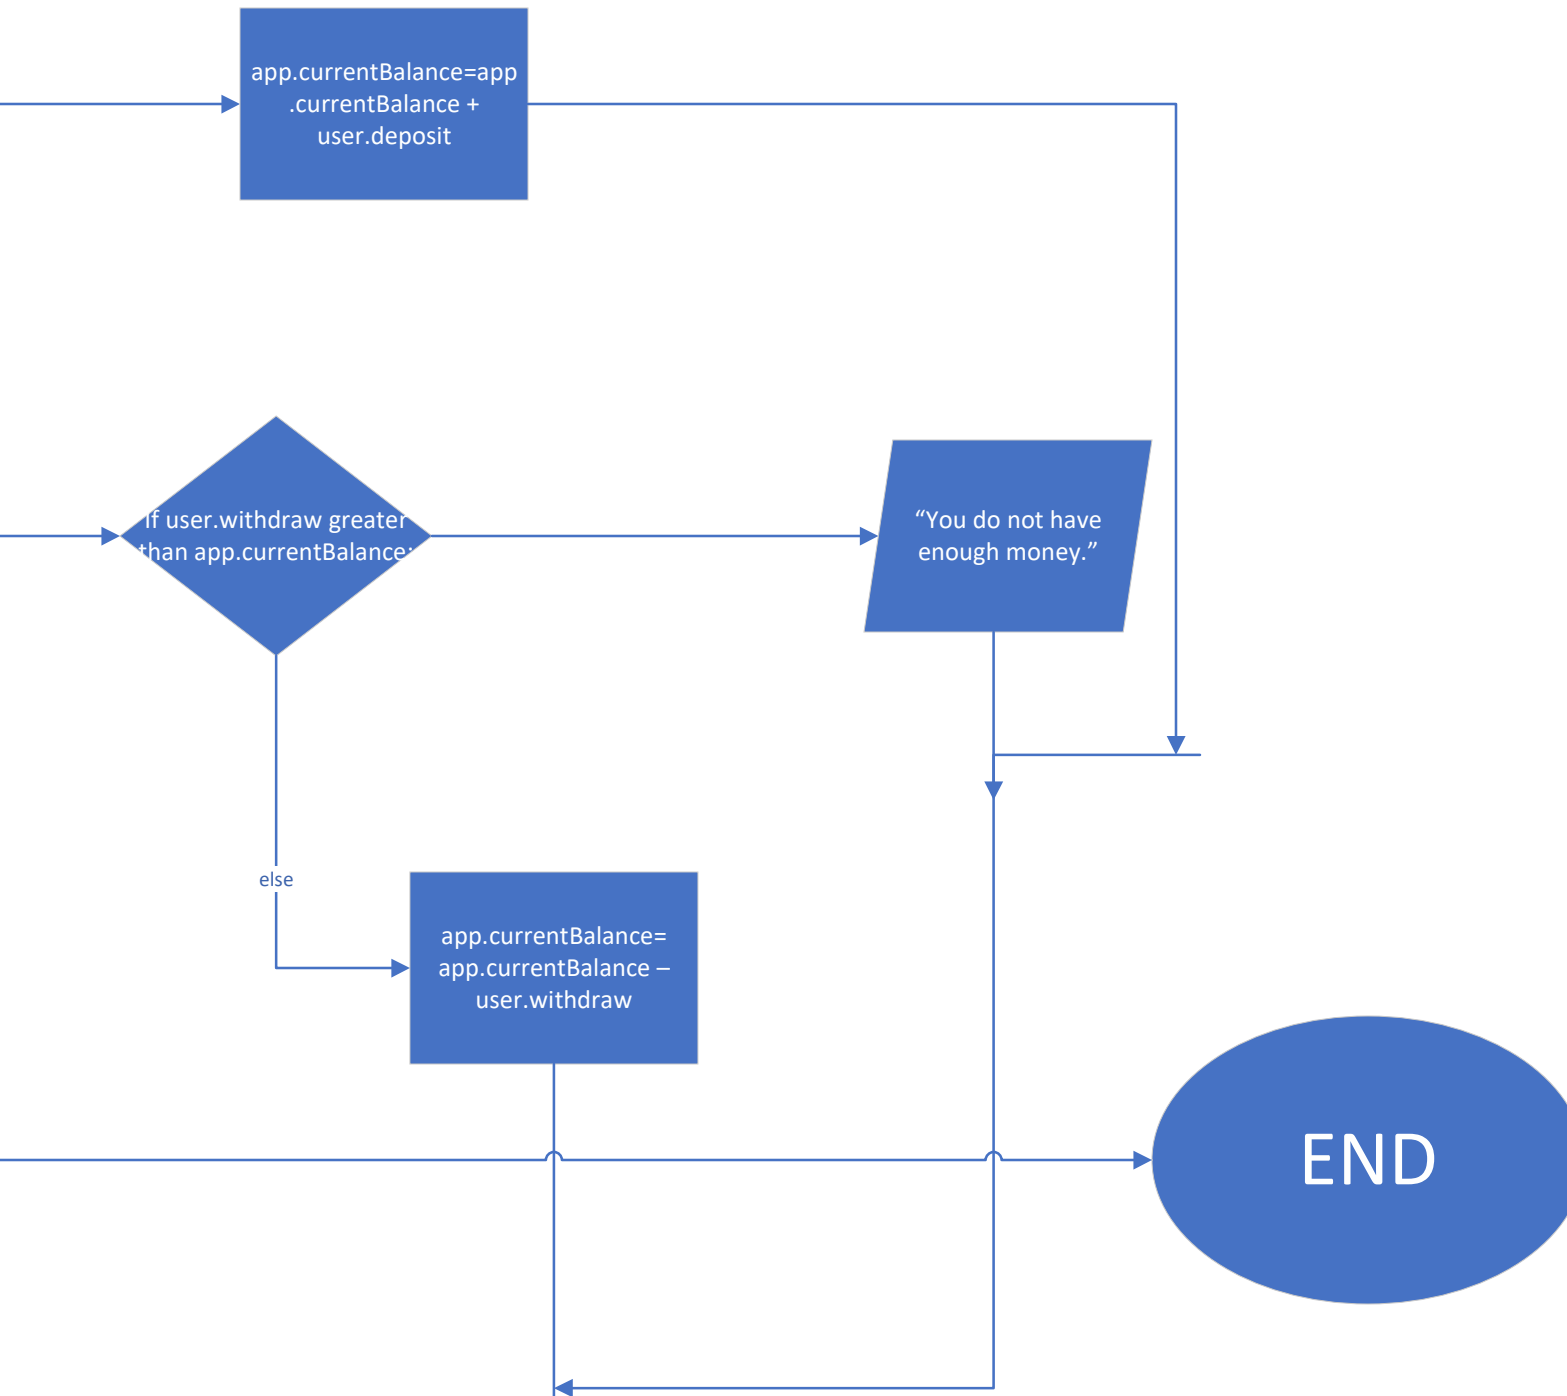 app.currentBalance=app
.currentBalance +
user.deposit
If user.withdraw greater
than app.currentBalance:
“You do not have
enough money.”
else
app.currentBalance=
app.currentBalance –
user.withdraw
END